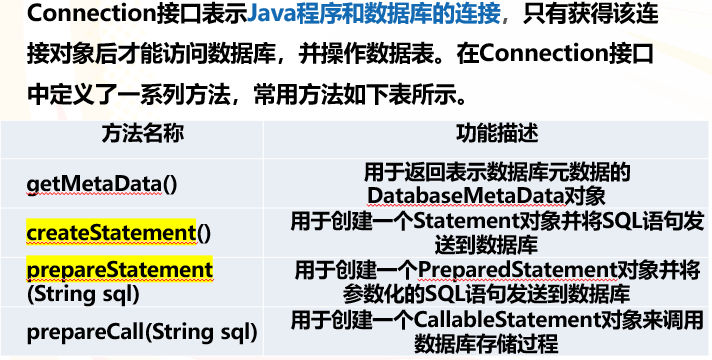 Connection接口表示Java程序和数据库的连接，只有获得该连
接对象后才能访问数据库，并操作数据表。在Connection接口
中定义了一系列方法，常用方法如下表所示。
方法名称 功能描述
getMetaData() 用于返回表示数据库元数据的
DatabaseMetaData对象
createStatement() 用于创建一个Statement对象并将SQL语句发
送到数据库
prepareStatement 用于创建一个PreparedStatement对象并将
(String sql) 参数化的SQL语句发送到数据库
prepareCall(String sql) 用于创建一个CallableStatement对象来调用
数据库存储过程